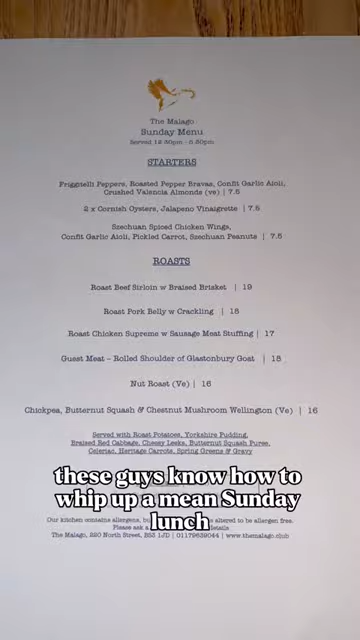 The Malago
Sunday Menu
Served 12.30pm - 5.30pm
STARTERS
Friggitelli Peppers, Roasted Pepper Bravas, Confit Garlic Aioli,
Crushed Valencia Almonds (ve) | 7.5
2 x Cornish Oysters, Jalapeno Vinaigrette | 7.5
Szechuan Spiced Chicken Wings,
Confit Garlic Aioli, Pickled Carrot, Szechuan Peanuts | 7.5
ROASTS
Roast Beef Sirloin w Braised Brisket | 19
Roast Pork Belly w Crackling | 18
Roast Chicken Supreme w Sausage Meat Stuffing | 17
Guest Meat – Rolled Shoulder of Glastonbury Goat | 18
Nut Roast (Ve) | 16
Chickpea, Butternut Squash & Chestnut Mushroom Wellington (Ve) | 16
Served with Roast Potatoes, Yorkshire Pudding,
Braised Red Cabbage, Cheesy Leeks, Butternut Squash Puree,
Celeriac, Heritage Carrots, Spring Greens & Gravy
these guys know how to
whip up a mean Sunday
lunch
Our kitchen contains allergens, altered to be allergen free.
Please ask
The Malago, 220 North Street, BS3 1JD | 01179639044 | www.themalago.club